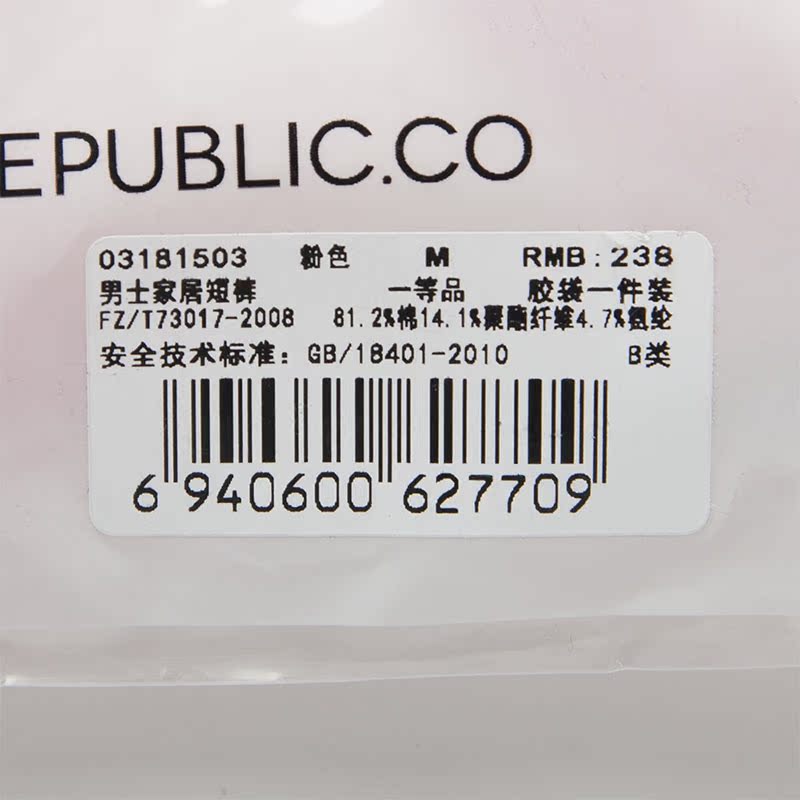 EPUBLIC.CO
03181503 粉色 M RMB：238
男士家居短裤 一等品 胶袋一件装
FZ/T73017-2008 81.2%棉14.1%聚酯纤维4.7%氨纶
安全技术标准：GB/18401-2010 B类
6 940600 627709